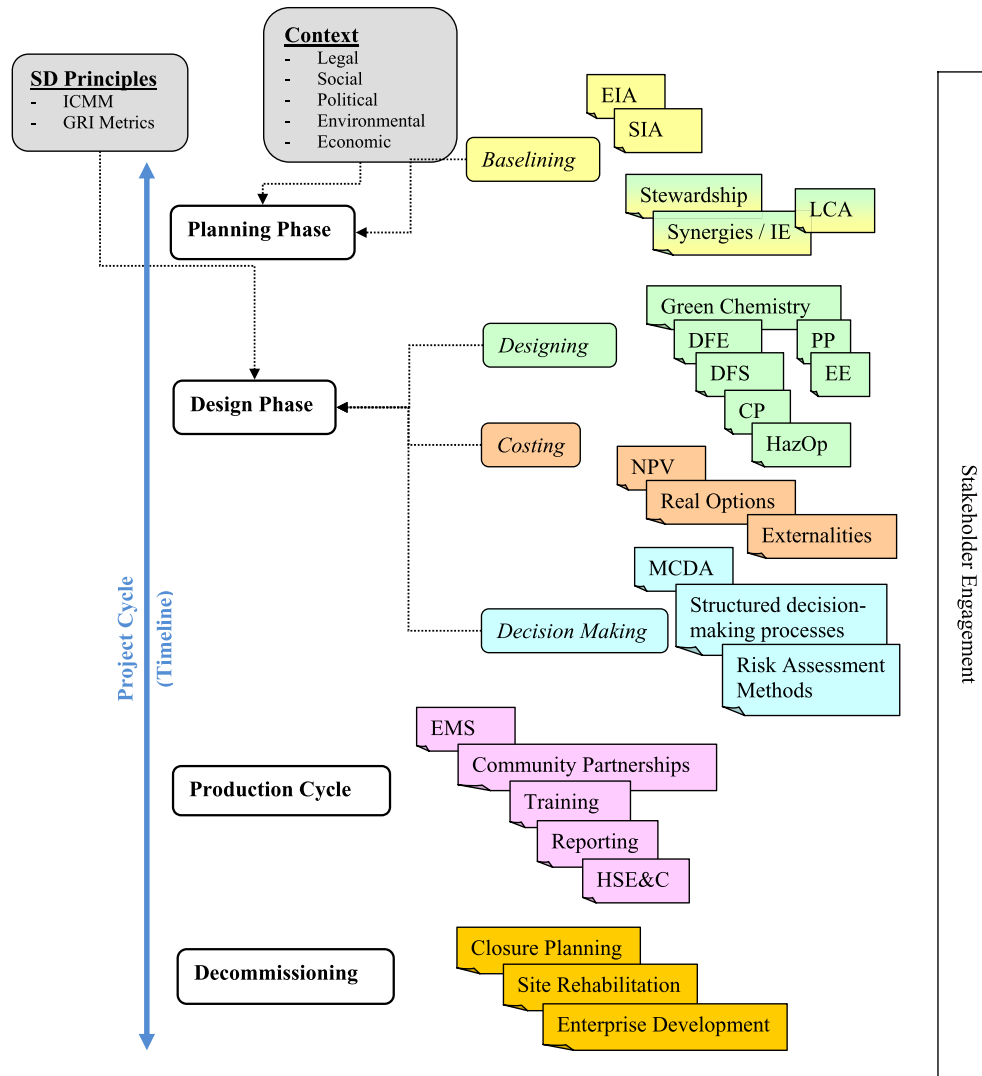 Context
- Legal
- Social
- Political
- Environmental
- Economic
SD Principles
- ICMM
- GRI Metrics
EIA
SIA
Baselining
Stewardship
LCA
Synergies / IE
Planning Phase
Green Chemistry
DFE
PP
DFS
EE
CP
HazOp
Designing
Design Phase
Costing
NPV
Real Options
Externalities
MCDA
Structured decision-
making processes
Risk Assessment
Methods
Decision Making
Project Cycle
(Timeline)
Stakeholder Engagement
EMS
Community Partnerships
Training
Reporting
HSE&C
Production Cycle
Closure Planning
Site Rehabilitation
Enterprise Development
Decommissioning